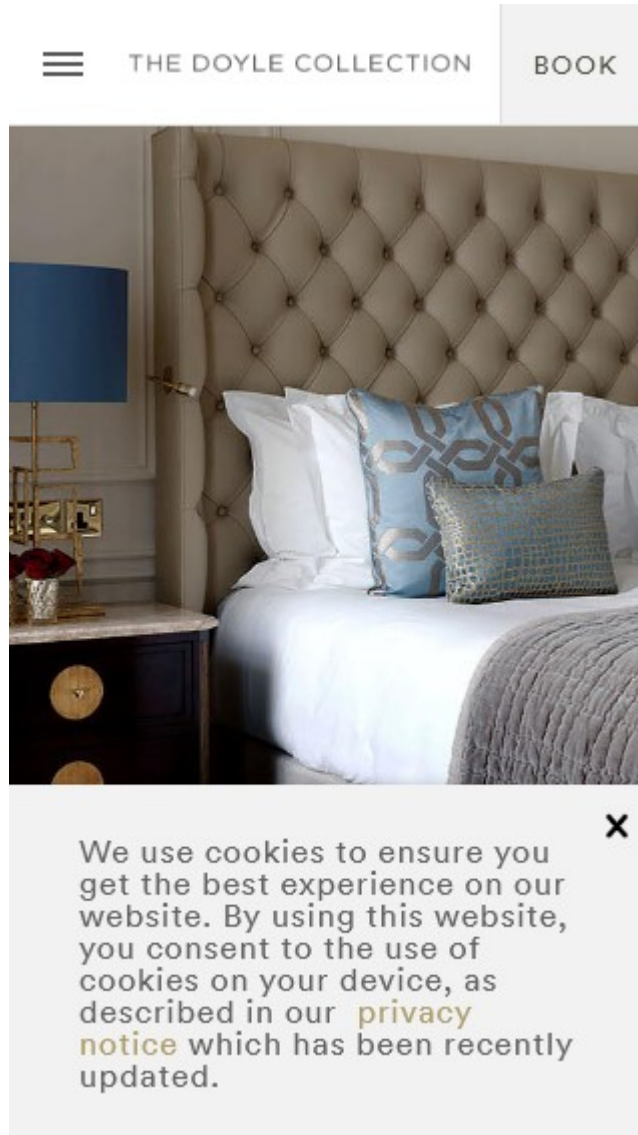 THE DOYLE COLLECTION
BOOK
We use cookies to ensure you
get the best experience on our
website. By using this website,
you consent to the use of
cookies on your device, as
described in our privacy
notice which has been recently
updated.